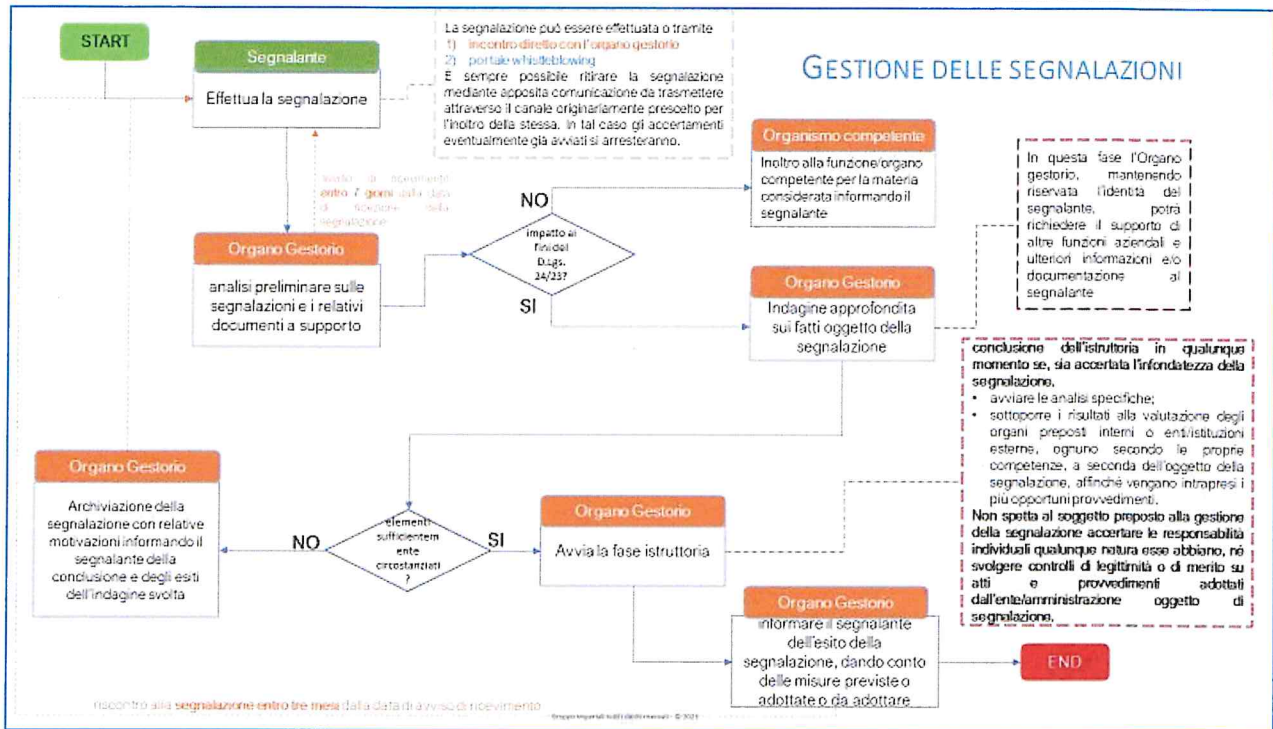 START
Segnalante
Effettua la segnalazione
La segnalazione può essere effettuata o tramite
1) incontro diretto con l'organo gestorio
2) portale whistleblowing
È sempre possibile ritirare la segnalazione
mediante apposita comunicazione da trasmettere
attraverso il canale originariamente prescelto per
l'inoltro della stessa. In tal caso gli accertamenti
eventualmente già avviati si arresteranno.
GESTIONE DELLE SEGNALAZIONI
avviso di ricevimento
entro 7 giorni dalla data
di ricezione della
segnalazione
Organo Gestorio
analisi preliminare sulle
segnalazioni e i relativi
documenti a supporto
impatto ai
fini del
D.Lgs.
24/23?
NO
SI
Organismo competente
Inoltro alla funzione/organo
competente per la materia
considerata informando il
segnalante
Organo Gestorio
Indagine approfondita
sui fatti oggetto della
segnalazione
In questa fase l'Organo
gestorio, mantenendo
riservata l'identità del
segnalante, potrà
richiedere il supporto di
altre funzioni aziendali e
ulteriori informazioni e/o
documentazione al
segnalante
conclusione dell'istruttoria in qualunque
momento se, sia accertata l'infondatezza della
segnalazione.
• avviare le analisi specifiche;
• sottoporre i risultati alla valutazione degli
organi preposti interni o enti/istituzioni
esterne, ognuno secondo le proprie
competenze, a seconda dell'oggetto della
segnalazione, affinché vengano intrapresi i
più opportuni provvedimenti.
Non spetta al soggetto preposto alla gestione
della segnalazione accertare le responsabilità
individuali qualunque natura esse abbiano, né
svolgere controlli di legittimità o di merito su
atti e provvedimenti adottati
dall'ente/amministrazione oggetto di
segnalazione.
Organo Gestorio
Archiviazione della
segnalazione con relative
motivazioni informando il
segnalante della
conclusione e degli esiti
dell'indagine svolta
NO
elementi
sufficientem
ente
circostanziati
?
SI
Organo Gestorio
Avvia la fase istruttoria
Organo Gestorio
informare il segnalante
dell'esito della
segnalazione, dando conto
delle misure previste o
adottate o da adottare
END
riscontro alla segnalazione entro tre mesi dalla data di avviso di ricevimento